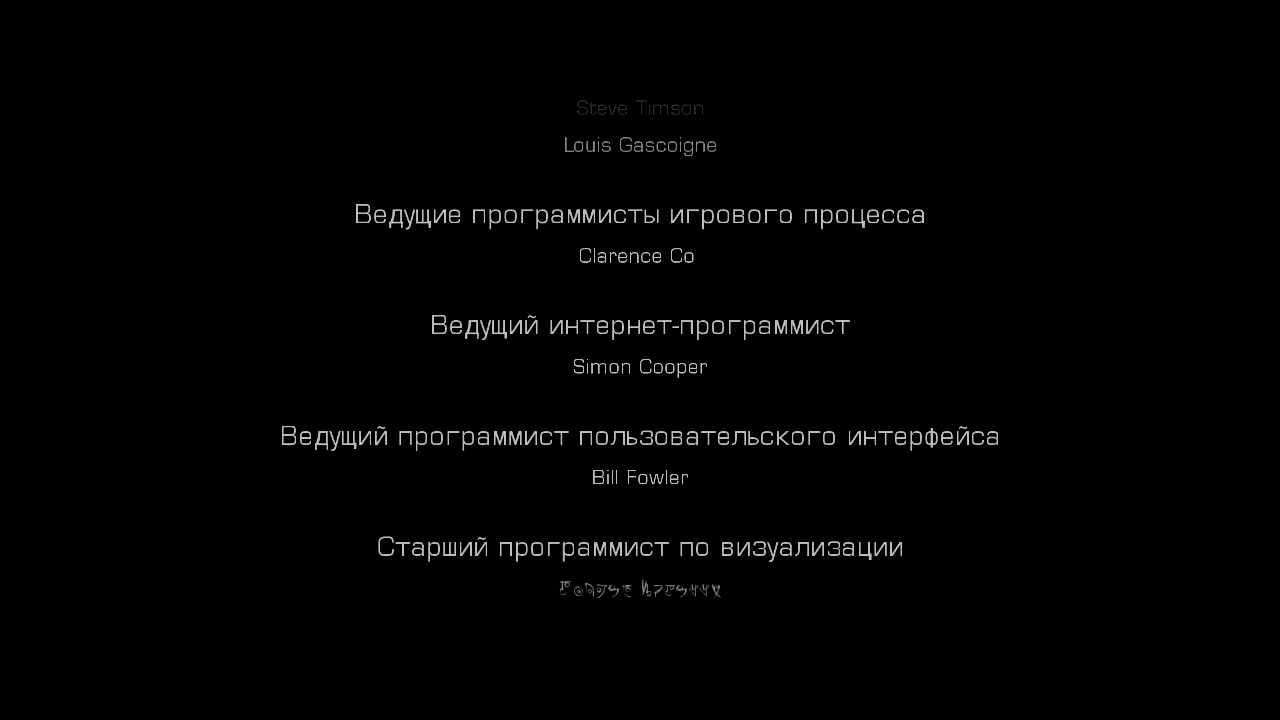 Steve Timson
Louis Gascoigne
Ведущие программисты игрового процесса
Clarence Co
Ведущий интернет-программист
Simon Cooper
Ведущий программист пользовательского интерфейса
Bill Fowler
Старший программист по визуализации